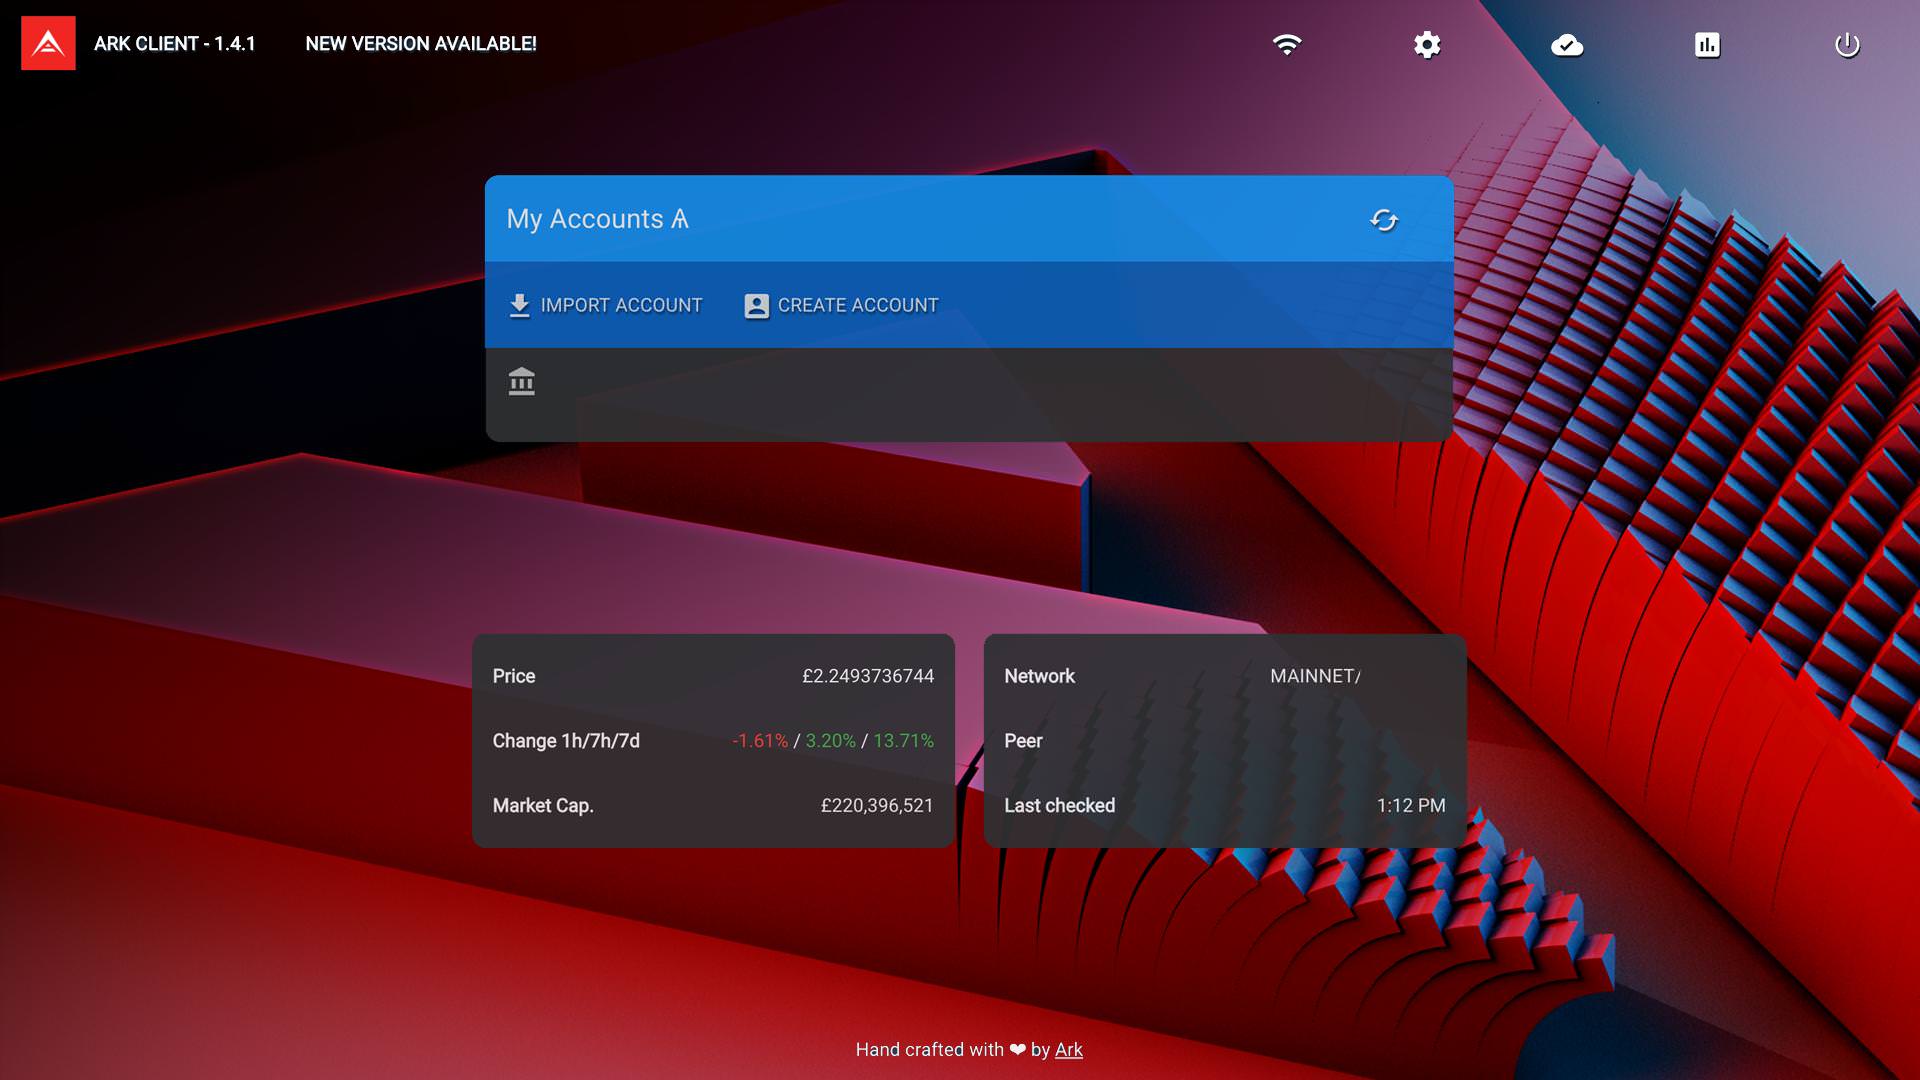 ARK CLIENT - 1.4.1
NEW VERSION AVAILABLE!
My Accounts Ѧ
IMPORT ACCOUNT
CREATE ACCOUNT
Price £2.2493736744
Change 1h/7h/7d -1.61% / 3.20% / 13.71%
Market Cap. £220,396,521
Network MAINNET/
Peer
Last checked 1:12 PM
Hand crafted with ❤ by Ark